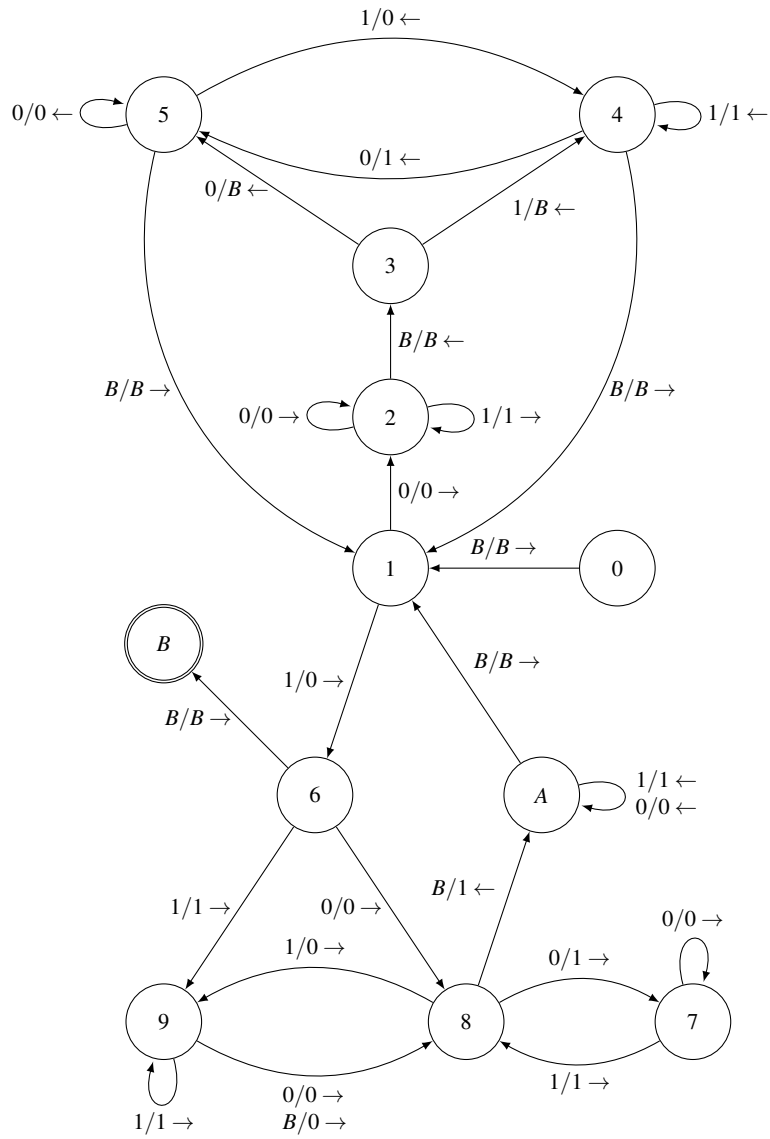 1/0 ←
0/0 ←
5
4
1/1 ←
0/1 ←
0/B ←
1/B ←
3
B/B ←
B/B →
0/0 →
2
1/1 →
B/B →
0/0 →
B/B →
1
0
B
B/B →
1/0 →
B/B →
6
A
1/1 ←
0/0 ←
B/1 ←
1/1 →
0/0 →
0/0 →
1/0 →
0/1 →
9
8
7
0/0 →
B/0 →
1/1 →
1/1 →